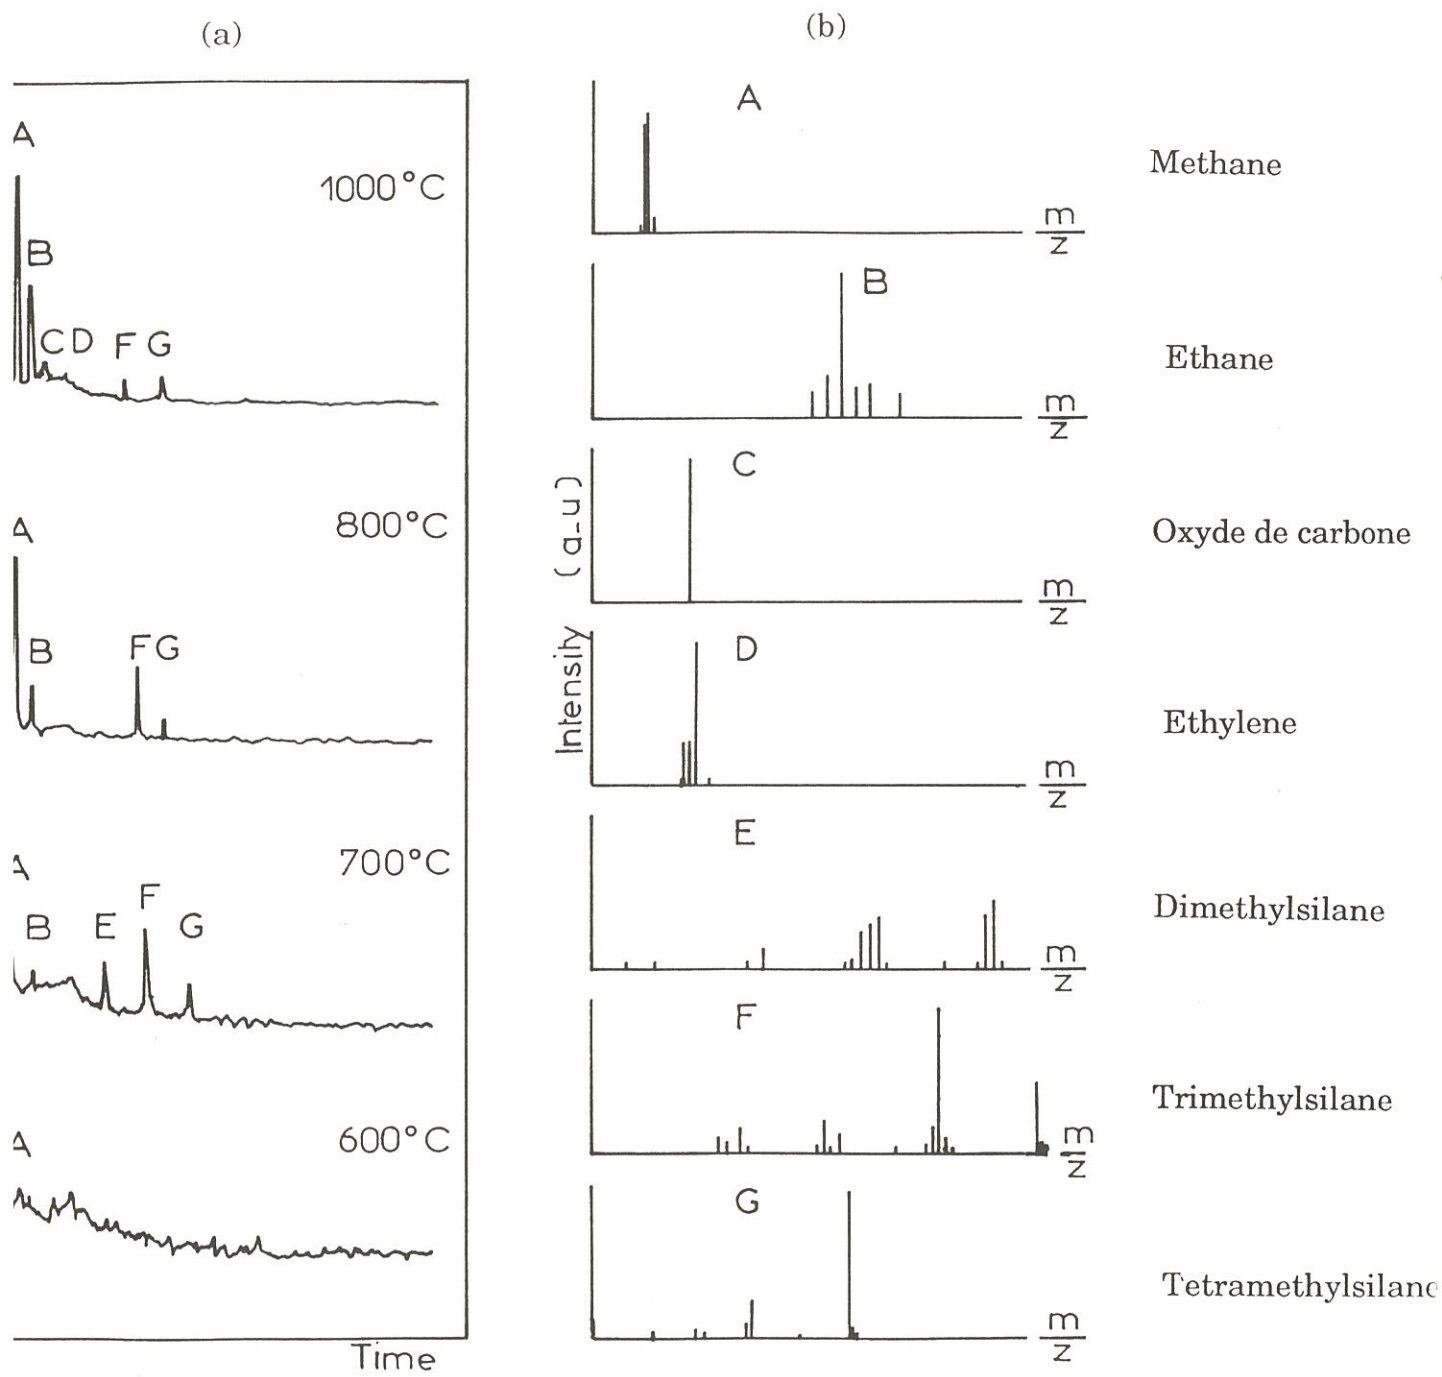 (a)
(b)
A
1000°C
B
C D F G
A
800°C
B
F G
A
700°C
F
B E G
A
600°C
Time
Intensity (a-u)
A
Methane
m/z
B
Ethane
m/z
C
Oxyde de carbone
m/z
D
Ethylene
m/z
E
Dimethylsilane
m/z
F
Trimethylsilane
m/z
G
Tetramethylsilane
m/z